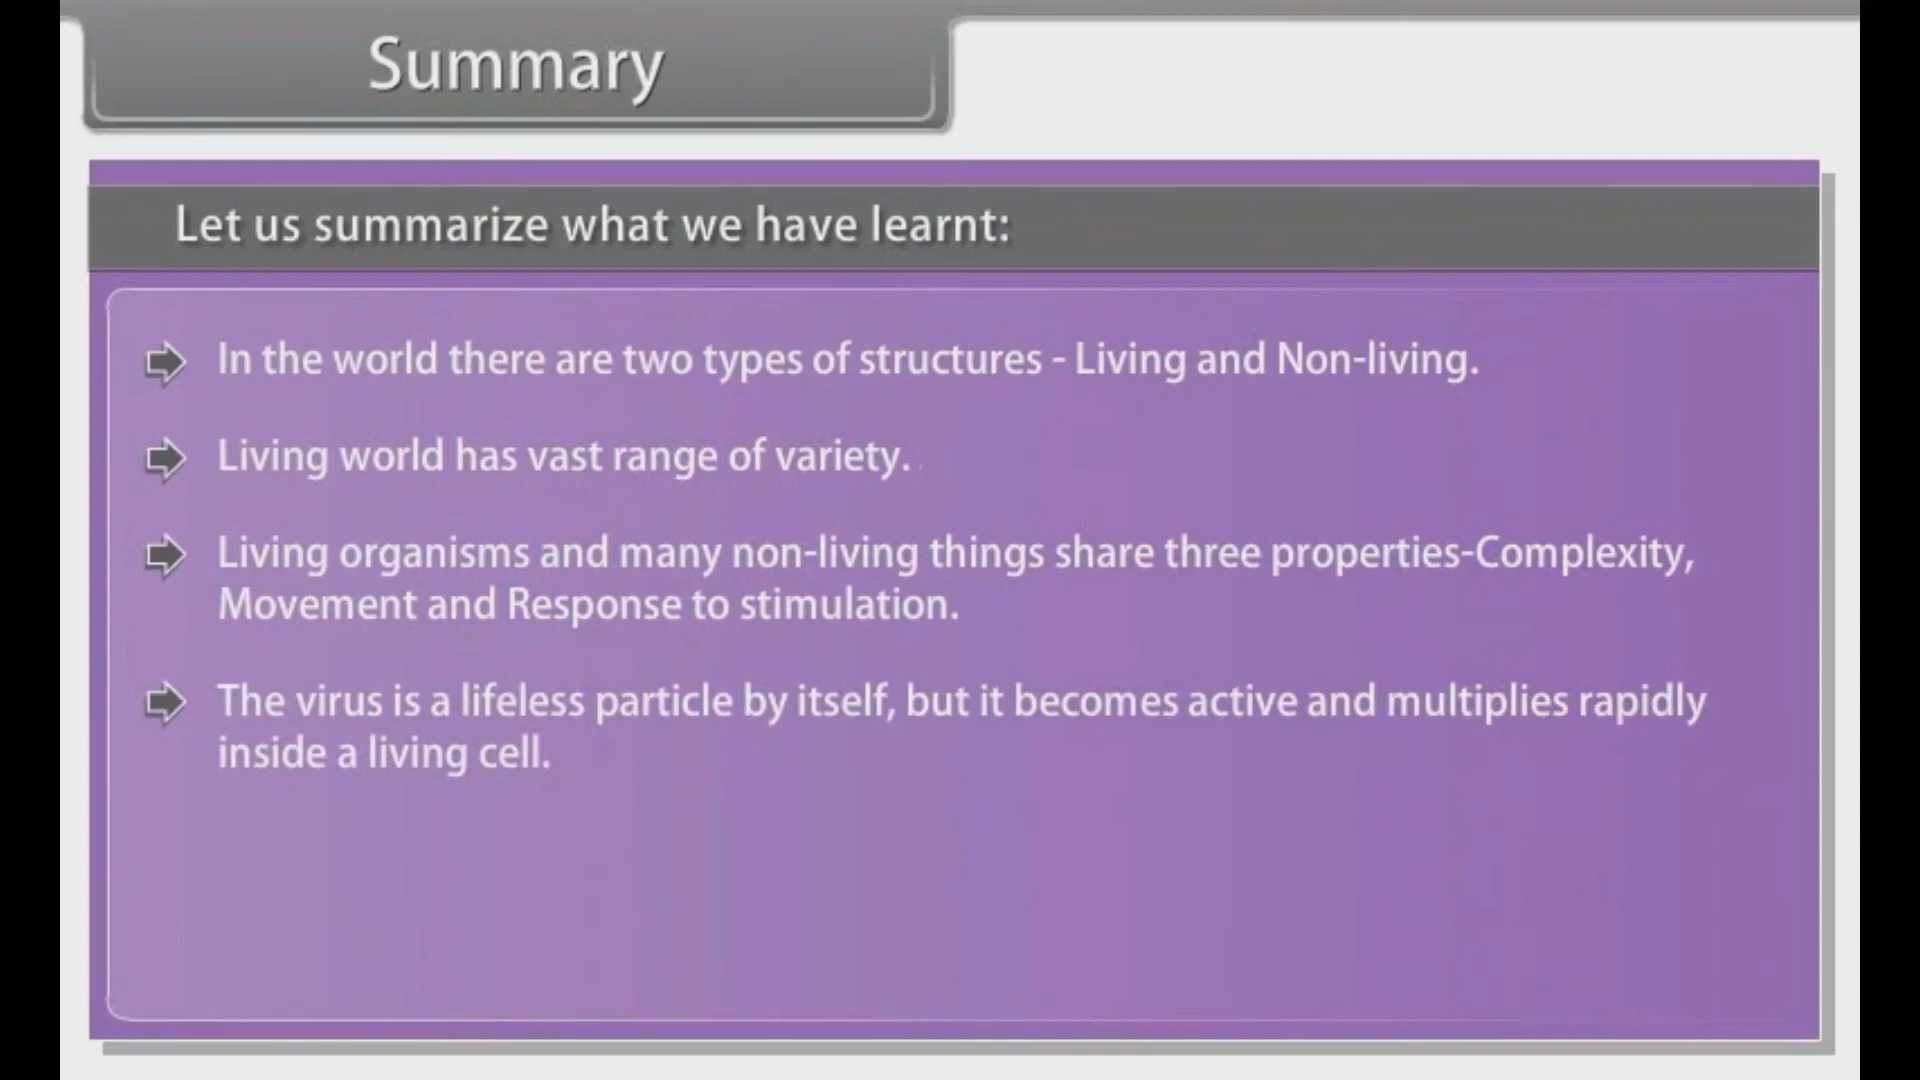 Summary
Let us summarize what we have learnt:
In the world there are two types of structures - Living and Non-living.
Living world has vast range of variety.
Living organisms and many non-living things share three properties-Complexity,
Movement and Response to stimulation.
The virus is a lifeless particle by itself, but it becomes active and multiplies rapidly
inside a living cell.